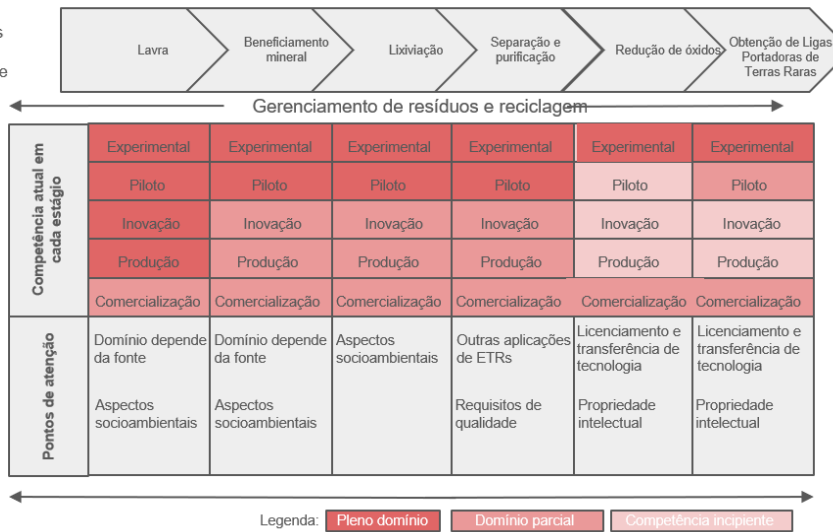 s
e
Lavra
Beneficiamento
mineral
Lixiviação
Separação e
purificação
Redução de óxidos
Obtenção de Ligas
Portadoras de
Terras Raras
Gerenciamento de resíduos e reciclagem
Competência atual em
cada estágio
Experimental Experimental Experimental Experimental Experimental Experimental
Piloto Piloto Piloto Piloto Piloto Piloto
Inovação Inovação Inovação Inovação Inovação Inovação
Produção Produção Produção Produção Produção Produção
Comercialização Comercialização Comercialização Comercialização Comercialização Comercialização
Pontos de atenção
Domínio depende
da fonte
Aspectos
socioambientais
Domínio depende
da fonte
Aspectos
socioambientais
Aspectos
socioambientais
Outras aplicações
de ETRs
Requisitos de
qualidade
Licenciamento e
transferência de
tecnologia
Propriedade
intelectual
Licenciamento e
transferência de
tecnologia
Propriedade
intelectual
Legenda: Pleno domínio Domínio parcial Competência incipiente